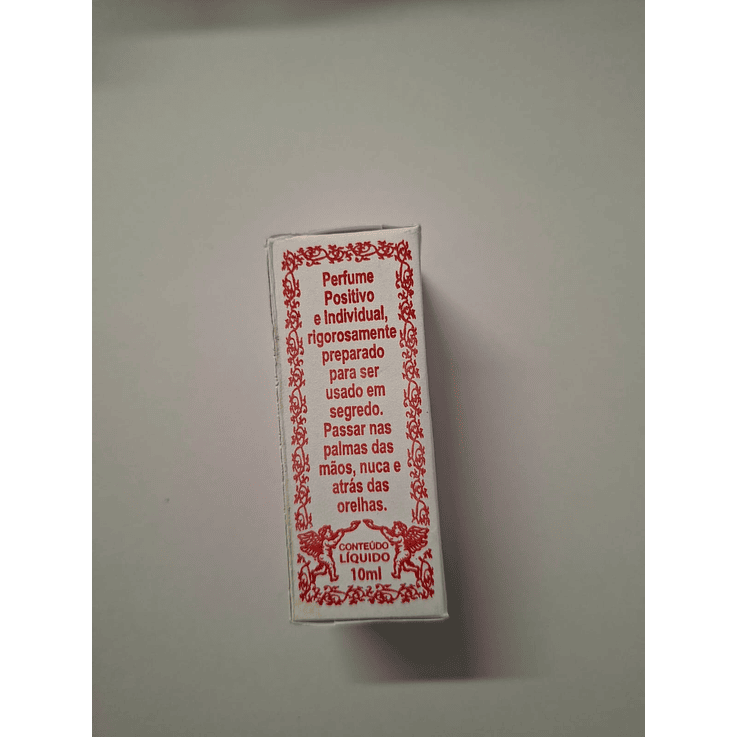 Perfume
Positivo
e Individual,
rigorosamente
preparado
para ser
usado em
segredo.
Passar nas
palmas das
mãos, nuca e
atrás das
orelhas.
CONTEÚDO
LÍQUIDO
10ml